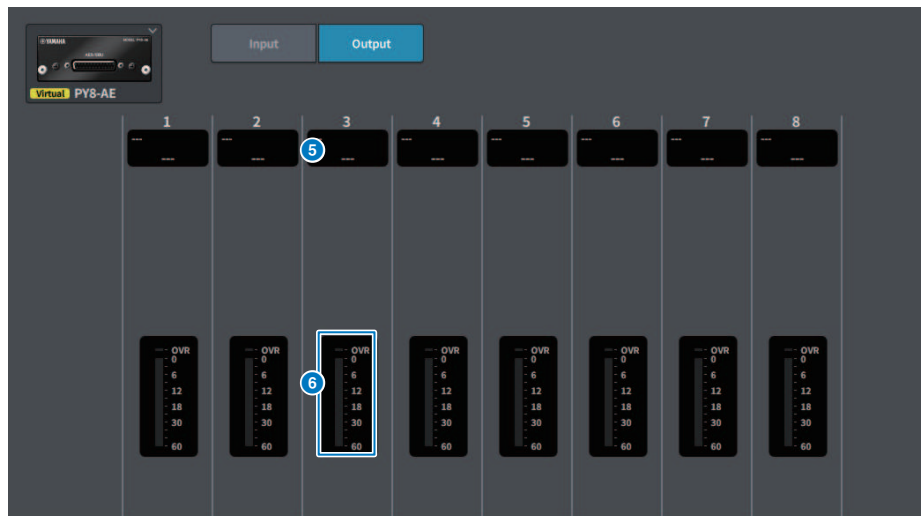 YAMAHA
AES/EBU
Input Output
Virtual PY8-AE
1 2 3 4 5 6 7 8
--- --- --- --- --- --- --- ---
5
--- --- --- --- --- --- --- ---
OVR OVR OVR OVR OVR OVR OVR OVR
0 0 0 0 0 0 0 0
6 6 6 6 6 6 6 6
6
12 12 12 12 12 12 12 12
18 18 18 18 18 18 18 18
30 30 30 30 30 30 30 30
60 60 60 60 60 60 60 60